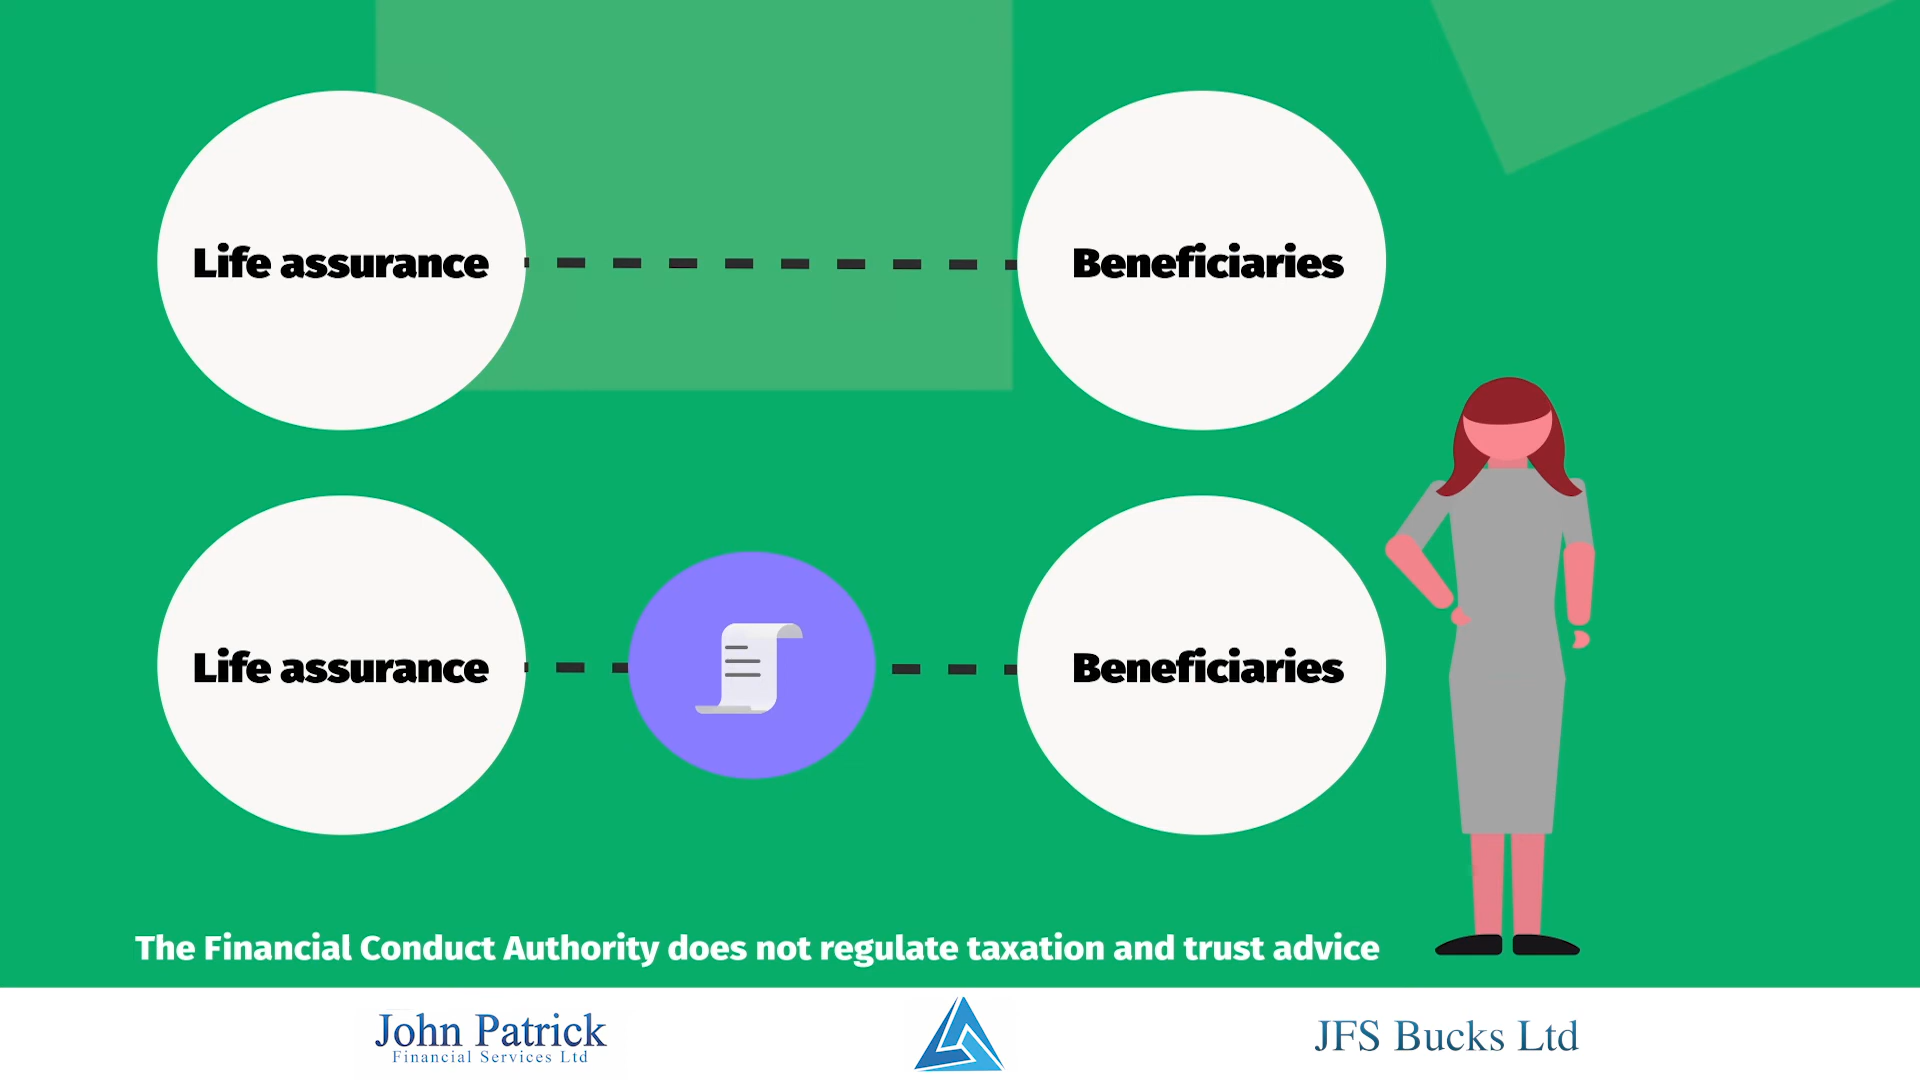 Life assurance
Beneficiaries
Life assurance
Beneficiaries
The Financial Conduct Authority does not regulate taxation and trust advice
John Patrick
Financial Services Ltd
JFS Bucks Ltd